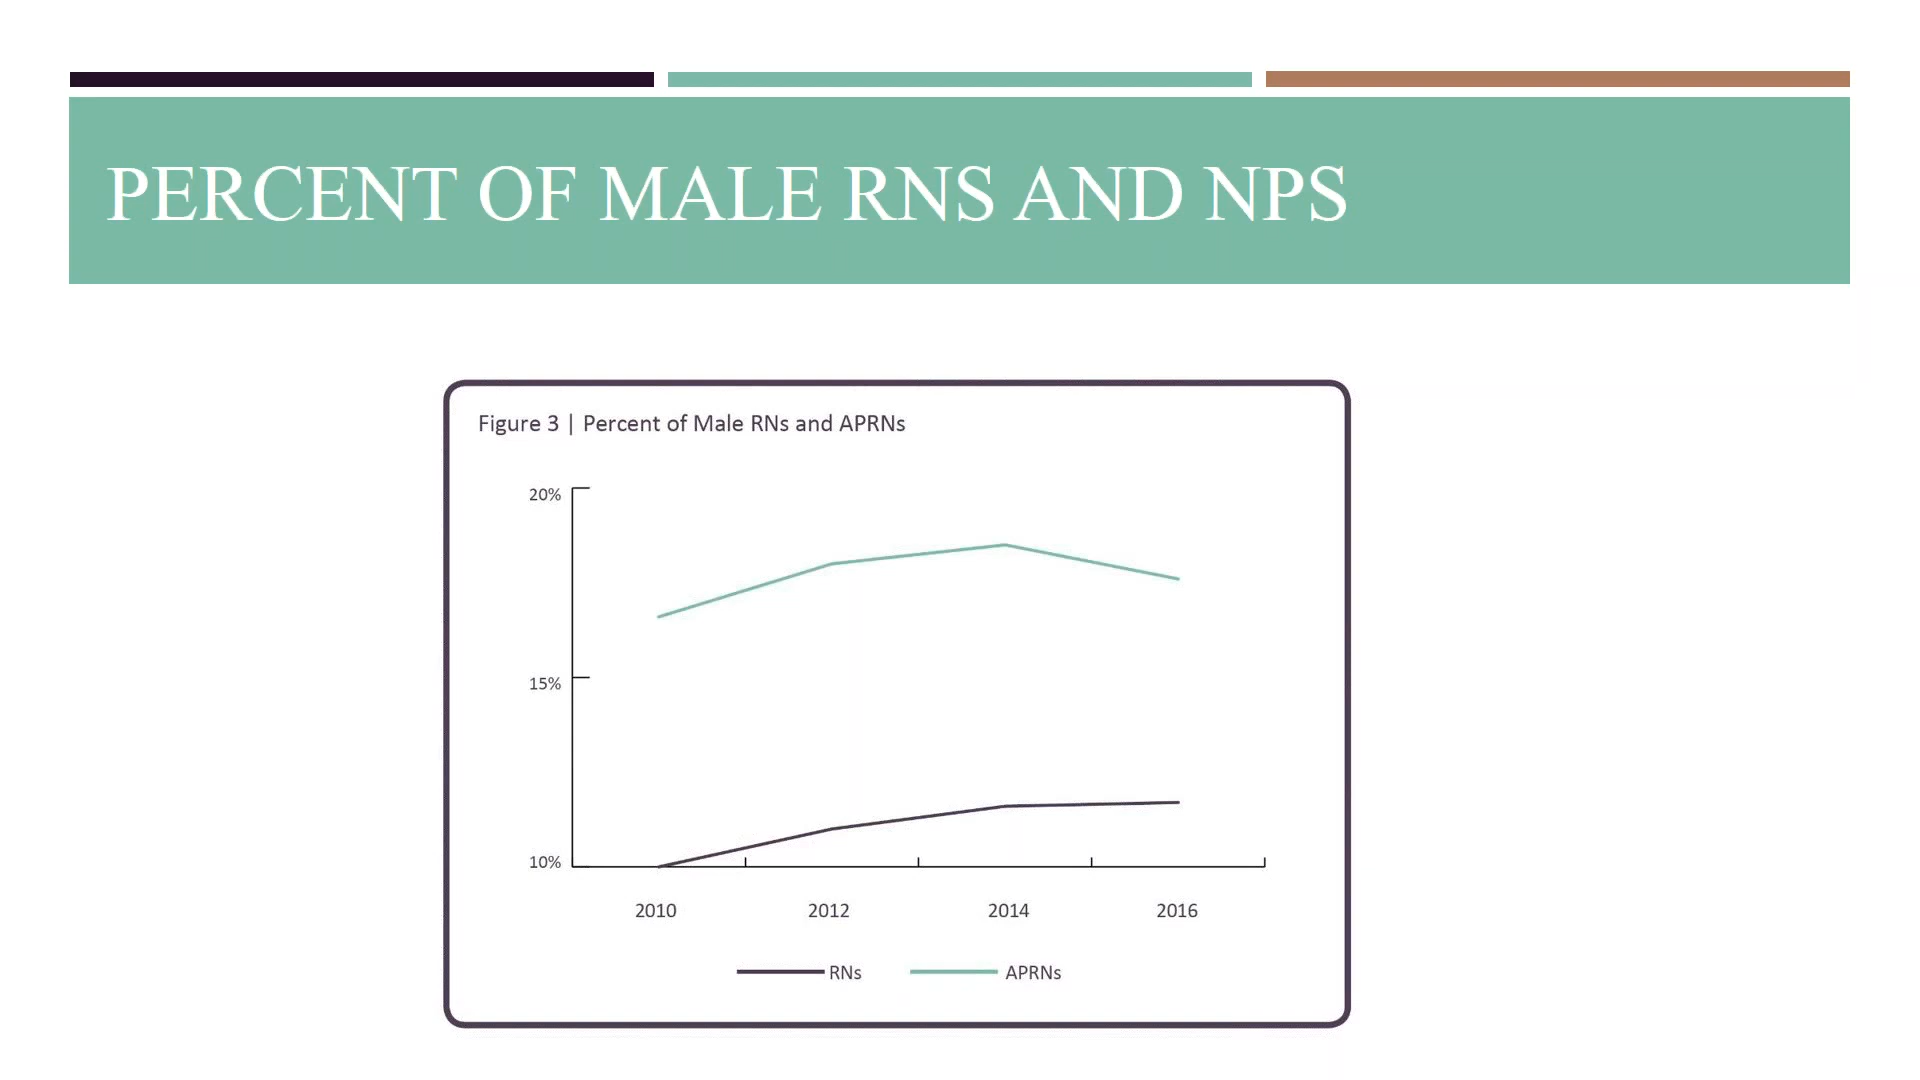 PERCENT OF MALE RNS AND NPS
Figure 3 | Percent of Male RNs and APRNs
20%
15%
10%
2010 2012 2014 2016
RNs APRNs